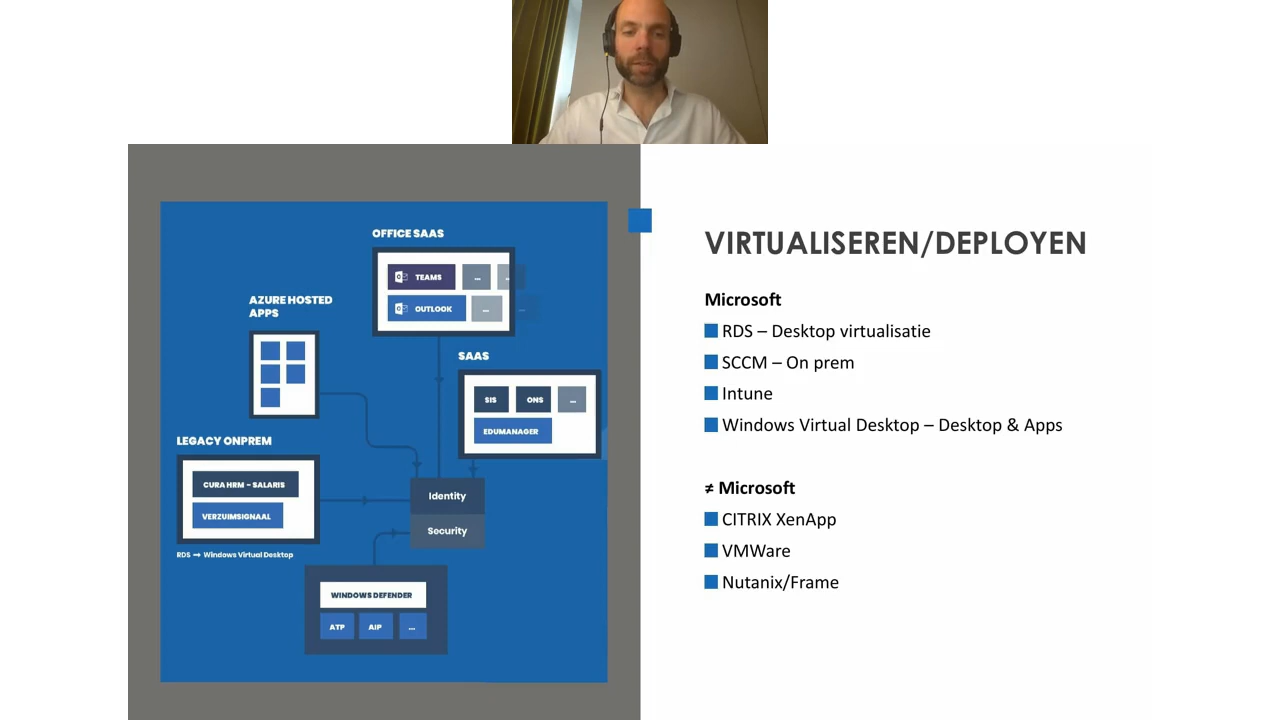 OFFICE SAAS
TEAMS
...
...
OUTLOOK
...
...
AZURE HOSTED
APPS
SAAS
SIS
ONS
...
EDUMANAGER
LEGACY ONPREM
CURA HRM - SALARIS
VERZUIMSIGNAAL
RDS → Windows Virtual Desktop
Identity
Security
WINDOWS DEFENDER
ATP
AIP
...
VIRTUALISEREN/DEPLOYEN
Microsoft
RDS – Desktop virtualisatie
SCCM – On prem
Intune
Windows Virtual Desktop – Desktop & Apps
≠ Microsoft
CITRIX XenApp
VMWare
Nutanix/Frame